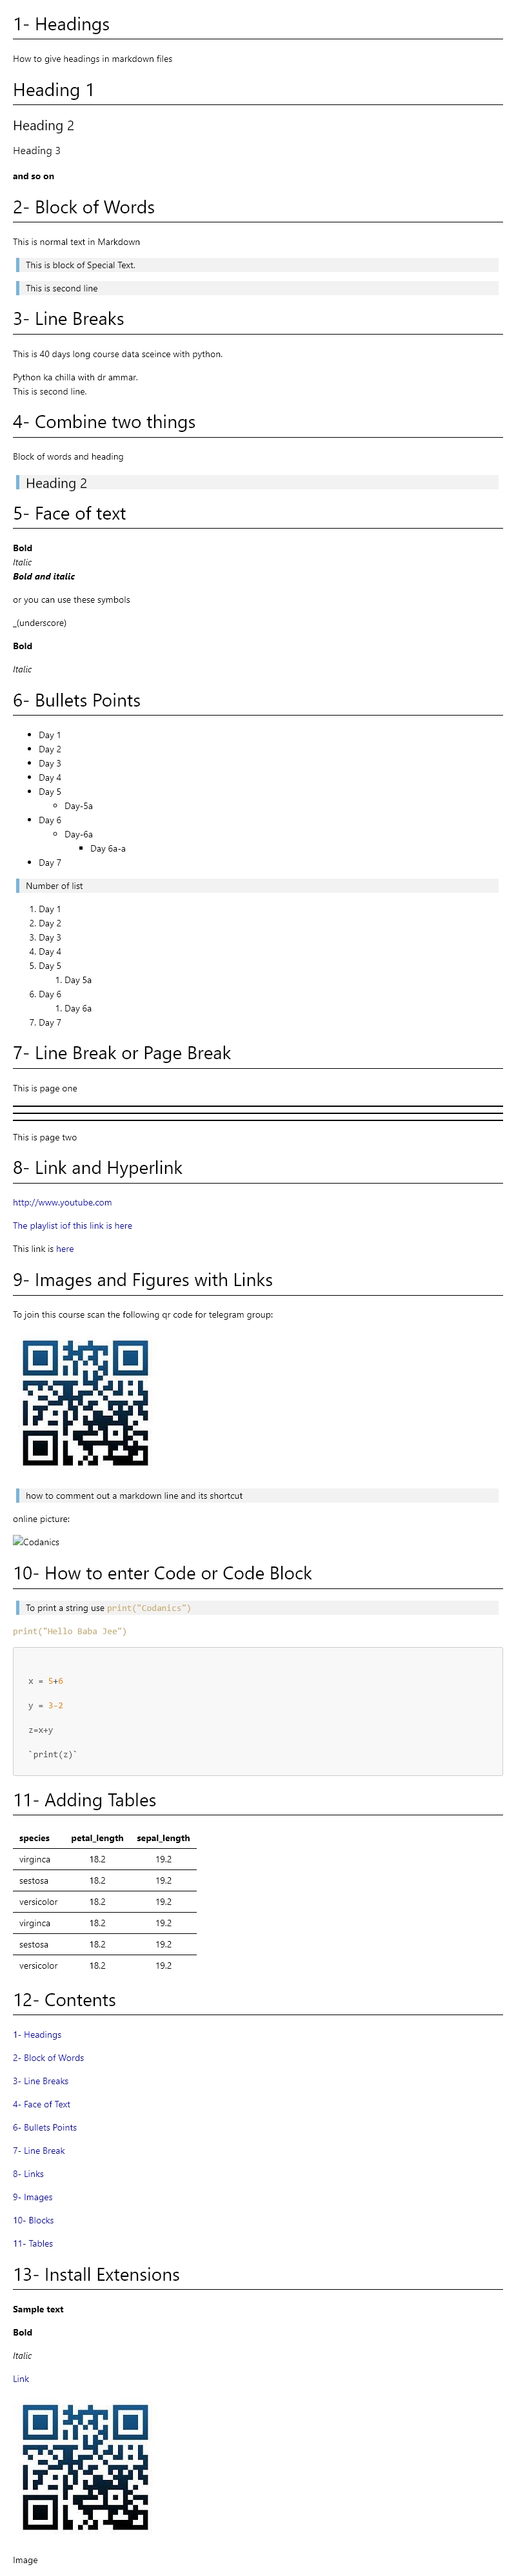 1- Headings
How to give headings in markdown files
Heading 1
Heading 2
Heading 3
and so on
2- Block of Words
This is normal text in Markdown
This is block of Special Text.
This is second line
3- Line Breaks
This is 40 days long course data sceince with python.
Python ka chilla with dr ammar.
This is second line.
4- Combine two things
Block of words and heading
Heading 2
5- Face of text
Bold
Italic
Bold and italic
or you can use these symbols
_(underscore)
Bold
Italic
6- Bullets Points
Day 1
Day 2
Day 3
Day 4
Day 5
Day-5a
Day 6
Day-6a
Day 6a-a
Day 7
Number of list
1. Day 1
2. Day 2
3. Day 3
4. Day 4
5. Day 5
1. Day 5a
6. Day 6
1. Day 6a
7. Day 7
7- Line Break or Page Break
This is page one
This is page two
8- Link and Hyperlink
http://www.youtube.com
The playlist iof this link is here
This link is here
9- Images and Figures with Links
To join this course scan the following qr code for telegram group:
how to comment out a markdown line and its shortcut
online picture:
Codanics
10- How to enter Code or Code Block
To print a string use print("Codanics")
print("Hello Baba Jee")
x = 5+6
y = 3-2
z=x+y
`print(z)`
11- Adding Tables
species petal_length sepal_length
virginca 18.2 19.2
sestosa 18.2 19.2
versicolor 18.2 19.2
virginca 18.2 19.2
sestosa 18.2 19.2
versicolor 18.2 19.2
12- Contents
1- Headings
2- Block of Words
3- Line Breaks
4- Face of Text
6- Bullets Points
7- Line Break
8- Links
9- Images
10- Blocks
11- Tables
13- Install Extensions
Sample text
Bold
Italic
Link
Image